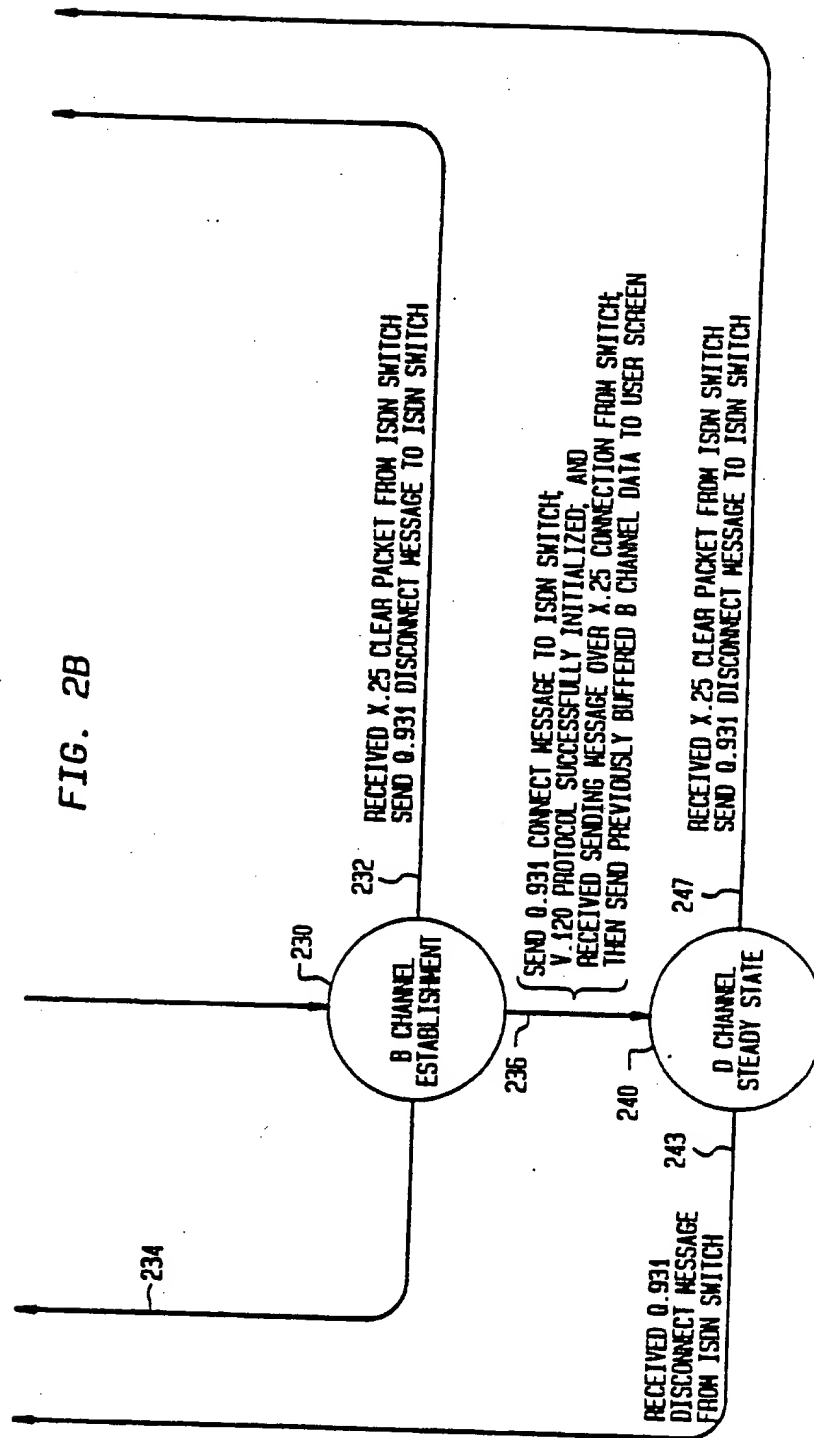 FIG. 2B
230
B CHANNEL
ESTABLISHMENT
232
RECEIVED X.25 CLEAR PACKET FROM ISDN SWITCH
SEND Q.931 DISCONNECT MESSAGE TO ISDN SWITCH
234
236
SEND Q.931 CONNECT MESSAGE TO ISDN SWITCH;
V.120 PROTOCOL SUCCESSFULLY INITIALIZED; AND
RECEIVED SENDING MESSAGE OVER X.25 CONNECTION FROM SWITCH;
THEN SEND PREVIOUSLY BUFFERED B CHANNEL DATA TO USER SCREEN
240
D CHANNEL
STEADY STATE
243
RECEIVED Q.931
DISCONNECT MESSAGE
FROM ISDN SWITCH
247
RECEIVED X.25 CLEAR PACKET FROM ISDN SWITCH
SEND Q.931 DISCONNECT MESSAGE TO ISDN SWITCH